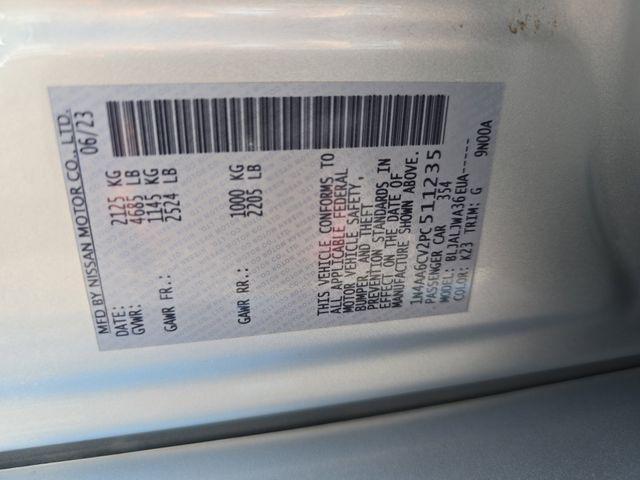 MFD BY NISSAN MOTOR CO., LTD.
DATE: 06/23
GVWR: 2125 KG
4685 LB
GAWR FR.: 1145 KG
2524 LB
GAWR RR.: 1000 KG
2205 LB
THIS VEHICLE CONFORMS TO
ALL APPLICABLE FEDERAL
MOTOR VEHICLE SAFETY,
BUMPER, AND THEFT
PREVENTION STANDARDS IN
EFFECT ON THE DATE OF
MANUFACTURE SHOWN ABOVE.
1N4AA6CV2PC511235
PASSENGER CAR 354
MODEL: BLJALJWA36EUA-----
COLOR: K23 TRIM: G 9N00A